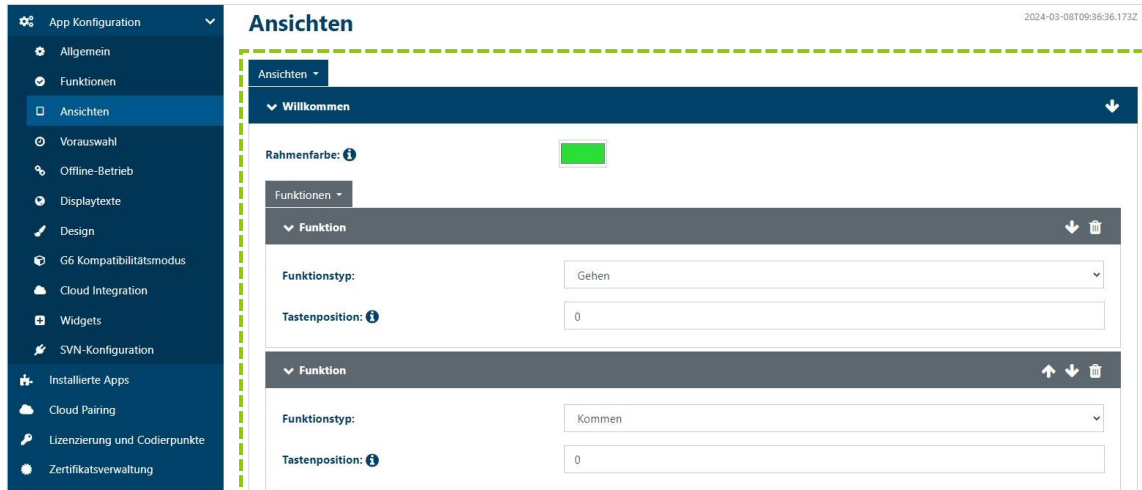 App Konfiguration
Allgemein
Funktionen
Ansichten
Vorauswahl
Offline-Betrieb
Displaytexte
Design
G6 Kompatibilitätsmodus
Cloud Integration
Widgets
SVN-Konfiguration
Installierte Apps
Cloud Pairing
Lizenzierung und Codierpunkte
Zertifikatsverwaltung
Ansichten
2024-03-08T09:36:36.173Z
Ansichten
Willkommen
Rahmenfarbe:
Funktionen
Funktion
Funktionstyp:
Gehen
Tastenposition:
0
Funktion
Funktionstyp:
Kommen
Tastenposition:
0